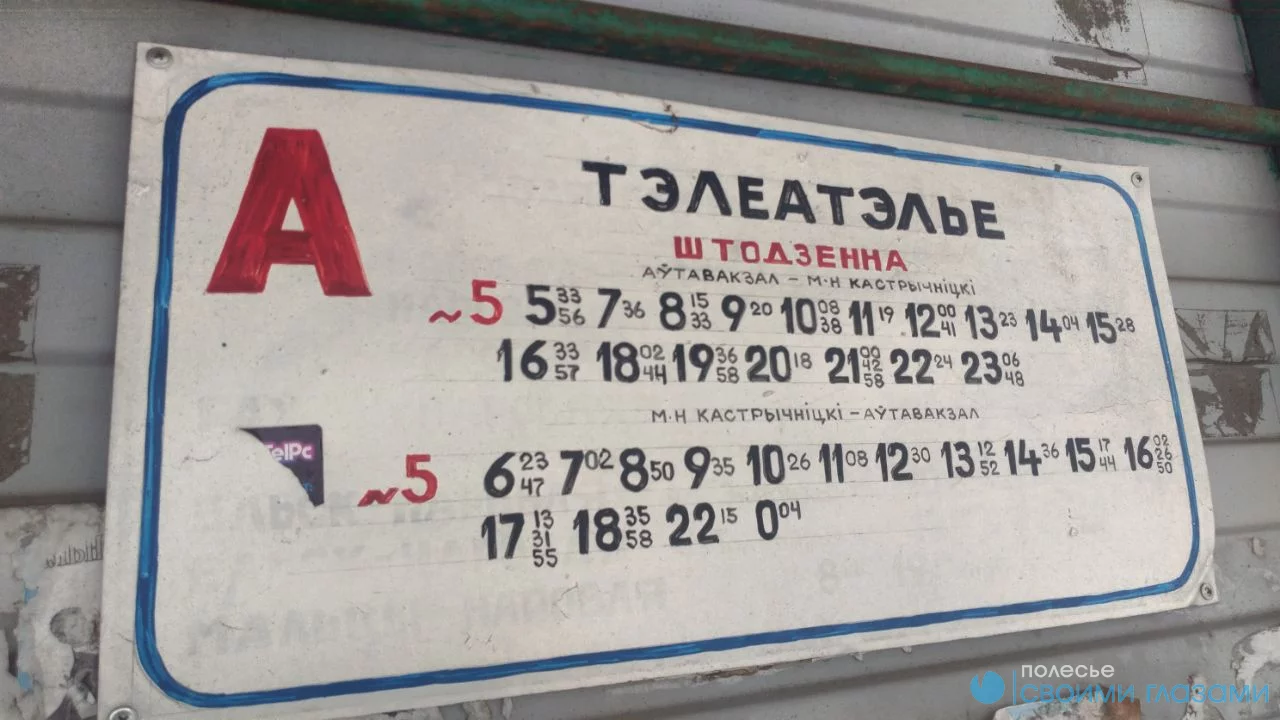 А
ТЭЛЕАТЭЛЬЕ
ШТОДЗЕННА
АЎТАВАКЗАЛ – М-Н КАСТРЫЧНІЦКІ
~5 5 33 56 7 36 8 15 33 9 20 10 08 38 11 19 12 00 41 13 23 14 04 15 28
16 33 57 18 02 44 19 36 58 20 18 21 00 42 58 22 24 23 06 48
М-Н КАСТРЫЧНІЦКІ – АЎТАВАКЗАЛ
TelPc
~5 6 23 47 7 02 8 50 9 35 10 26 11 08 12 30 13 12 52 14 36 15 17 44 16 02 26 50
17 13 31 55 18 35 58 22 15 0 04
полесье
своими глазами